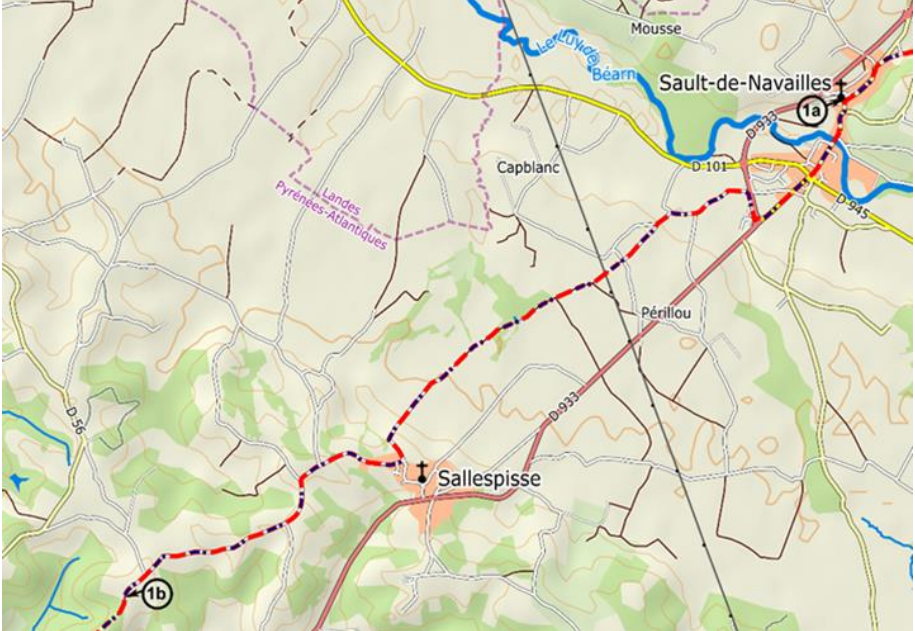 Mousse
Le Luy de
Béarn
Sault-de-Navailles
1a
D 933
Capblanc
D 101
Landes
Pyrénées-Atlantiques
D 945
Périllou
D 933
D 56
Sallespisse
1b